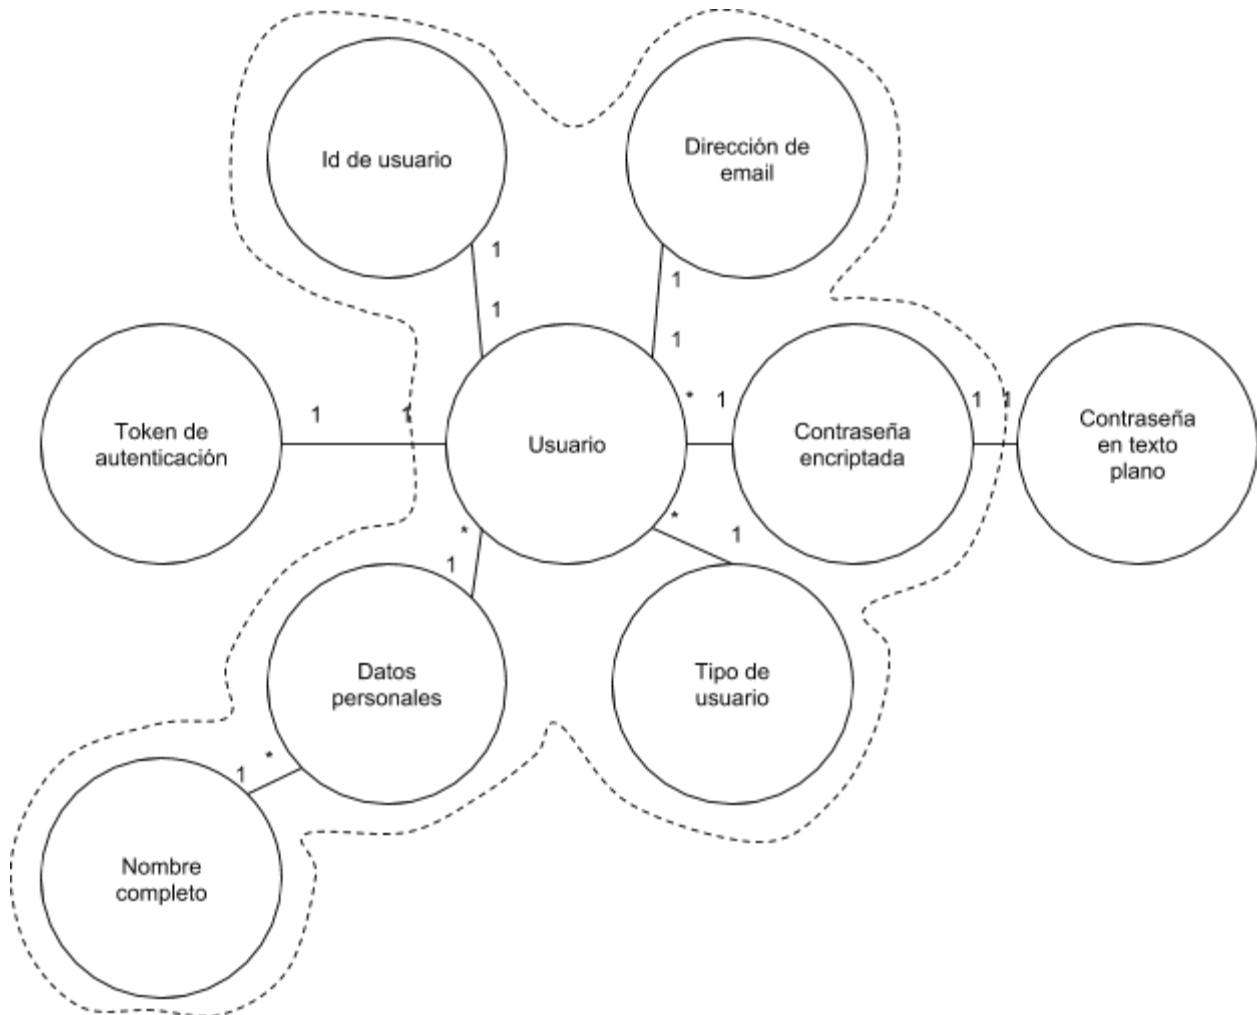 Id de usuario
Dirección de
email
1
1
1
1
Token de
autenticación
1
1
Usuario
*
1
Contraseña
encriptada
1
1
Contraseña
en texto
plano
*
1
*
1
Datos
personales
Tipo de
usuario
*
1
Nombre
completo